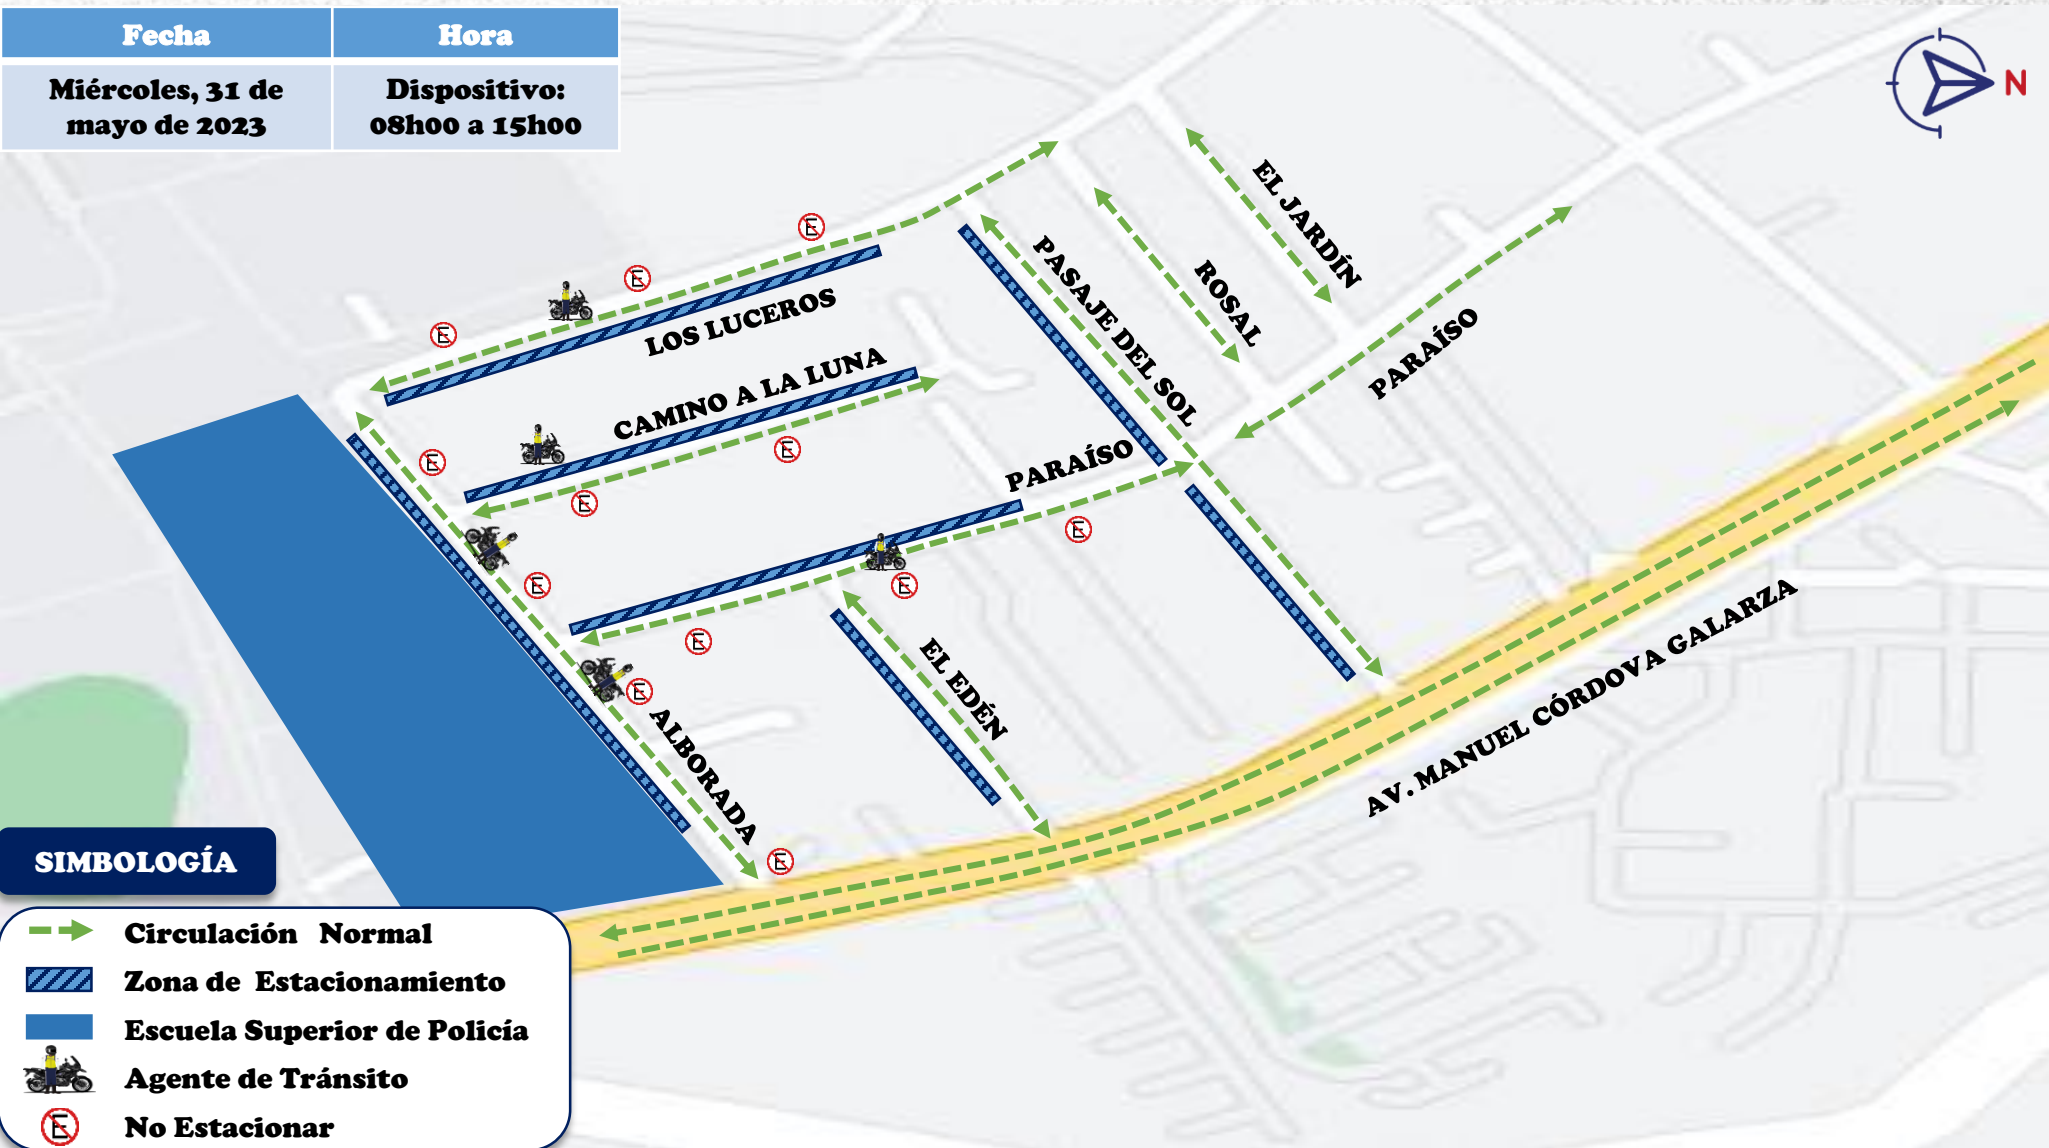 Fecha
Hora
Miércoles, 31 de
mayo de 2023
Dispositivo:
08h00 a 15h00
N
EL JARDÍN
ROSAL
PASAJE DEL SOL
PARAÍSO
LOS LUCEROS
CAMINO A LA LUNA
PARAÍSO
EL EDÉN
ALBORADA
AV. MANUEL CÓRDOVA GALARZA
E
E
E
E
E
E
E
E
E
E
E
E
SIMBOLOGÍA
Circulación Normal
Zona de Estacionamiento
Escuela Superior de Policía
Agente de Tránsito
E
No Estacionar